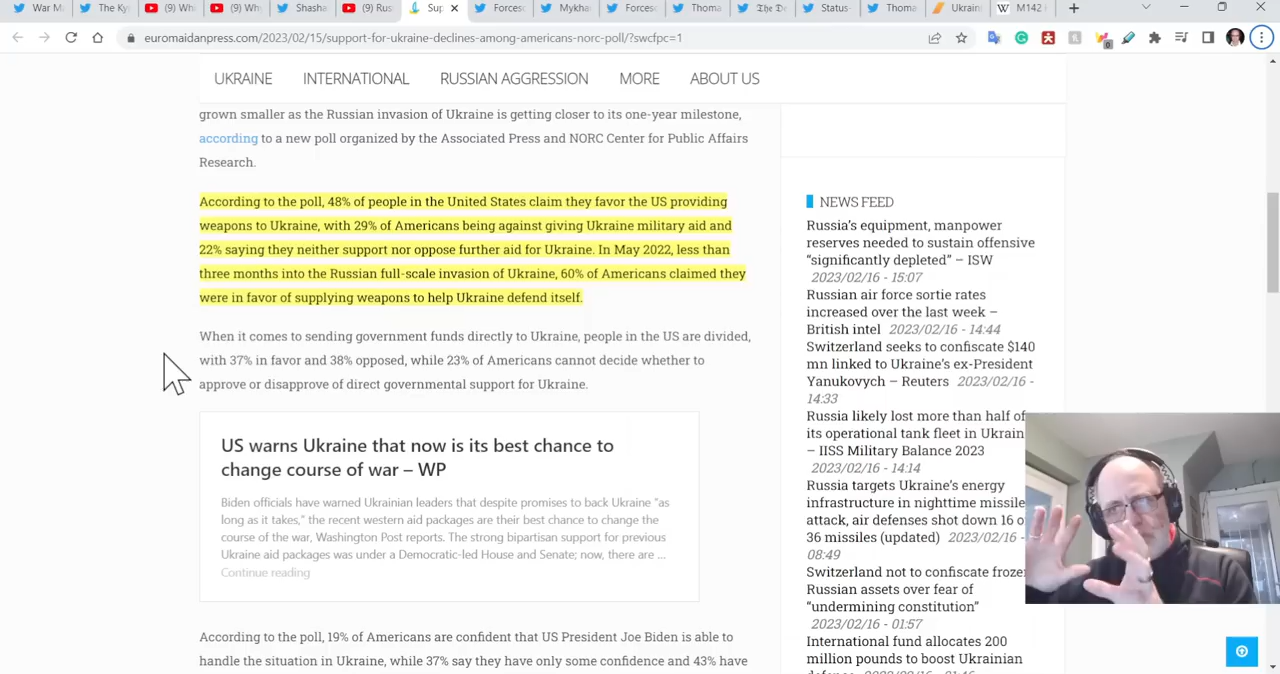 War M
The Ky
(9) Wh
(9) Wh
Shasha
(9) Rus
Sup
Forces
Mykha
Forces
Thoma
The De
Status-
Thoma
Ukrain
M142 H
euromaidanpress.com/2023/02/15/support-for-ukraine-declines-among-americans-norc-poll/?swcfpc=1
UKRAINE INTERNATIONAL RUSSIAN AGGRESSION MORE ABOUT US
grown smaller as the Russian invasion of Ukraine is getting closer to its one-year milestone,
according to a new poll organized by the Associated Press and NORC Center for Public Affairs
Research.
According to the poll, 48% of people in the United States claim they favor the US providing
weapons to Ukraine, with 29% of Americans being against giving Ukraine military aid and
22% saying they neither support nor oppose further aid for Ukraine. In May 2022, less than
three months into the Russian full-scale invasion of Ukraine, 60% of Americans claimed they
were in favor of supplying weapons to help Ukraine defend itself.
When it comes to sending government funds directly to Ukraine, people in the US are divided,
with 37% in favor and 38% opposed, while 23% of Americans cannot decide whether to
approve or disapprove of direct governmental support for Ukraine.
US warns Ukraine that now is its best chance to
change course of war – WP
Biden officials have warned Ukrainian leaders that despite promises to back Ukraine “as
long as it takes,” the recent western aid packages are their best chance to change the
course of the war, Washington Post reports. The strong bipartisan support for previous
Ukraine aid packages was under a Democratic-led House and Senate; now, there are ...
Continue reading
According to the poll, 19% of Americans are confident that US President Joe Biden is able to
handle the situation in Ukraine, while 37% say they have only some confidence and 43% have
NEWS FEED
Russia’s equipment, manpower
reserves needed to sustain offensive
“significantly depleted” – ISW
2023/02/16 - 15:07
Russian air force sortie rates
increased over the last week –
British intel 2023/02/16 - 14:44
Switzerland seeks to confiscate $140
mn linked to Ukraine’s ex-President
Yanukovych – Reuters 2023/02/16 -
14:33
Russia likely lost more than half of
its operational tank fleet in Ukrain
– IISS Military Balance 2023
2023/02/16 - 14:14
Russia targets Ukraine’s energy
infrastructure in nighttime missile
attack, air defenses shot down 16 o
36 missiles (updated) 2023/02/16 -
08:49
Switzerland not to confiscate frozen
Russian assets over fear of
“undermining constitution”
2023/02/16 - 01:57
International fund allocates 200
million pounds to boost Ukrainian